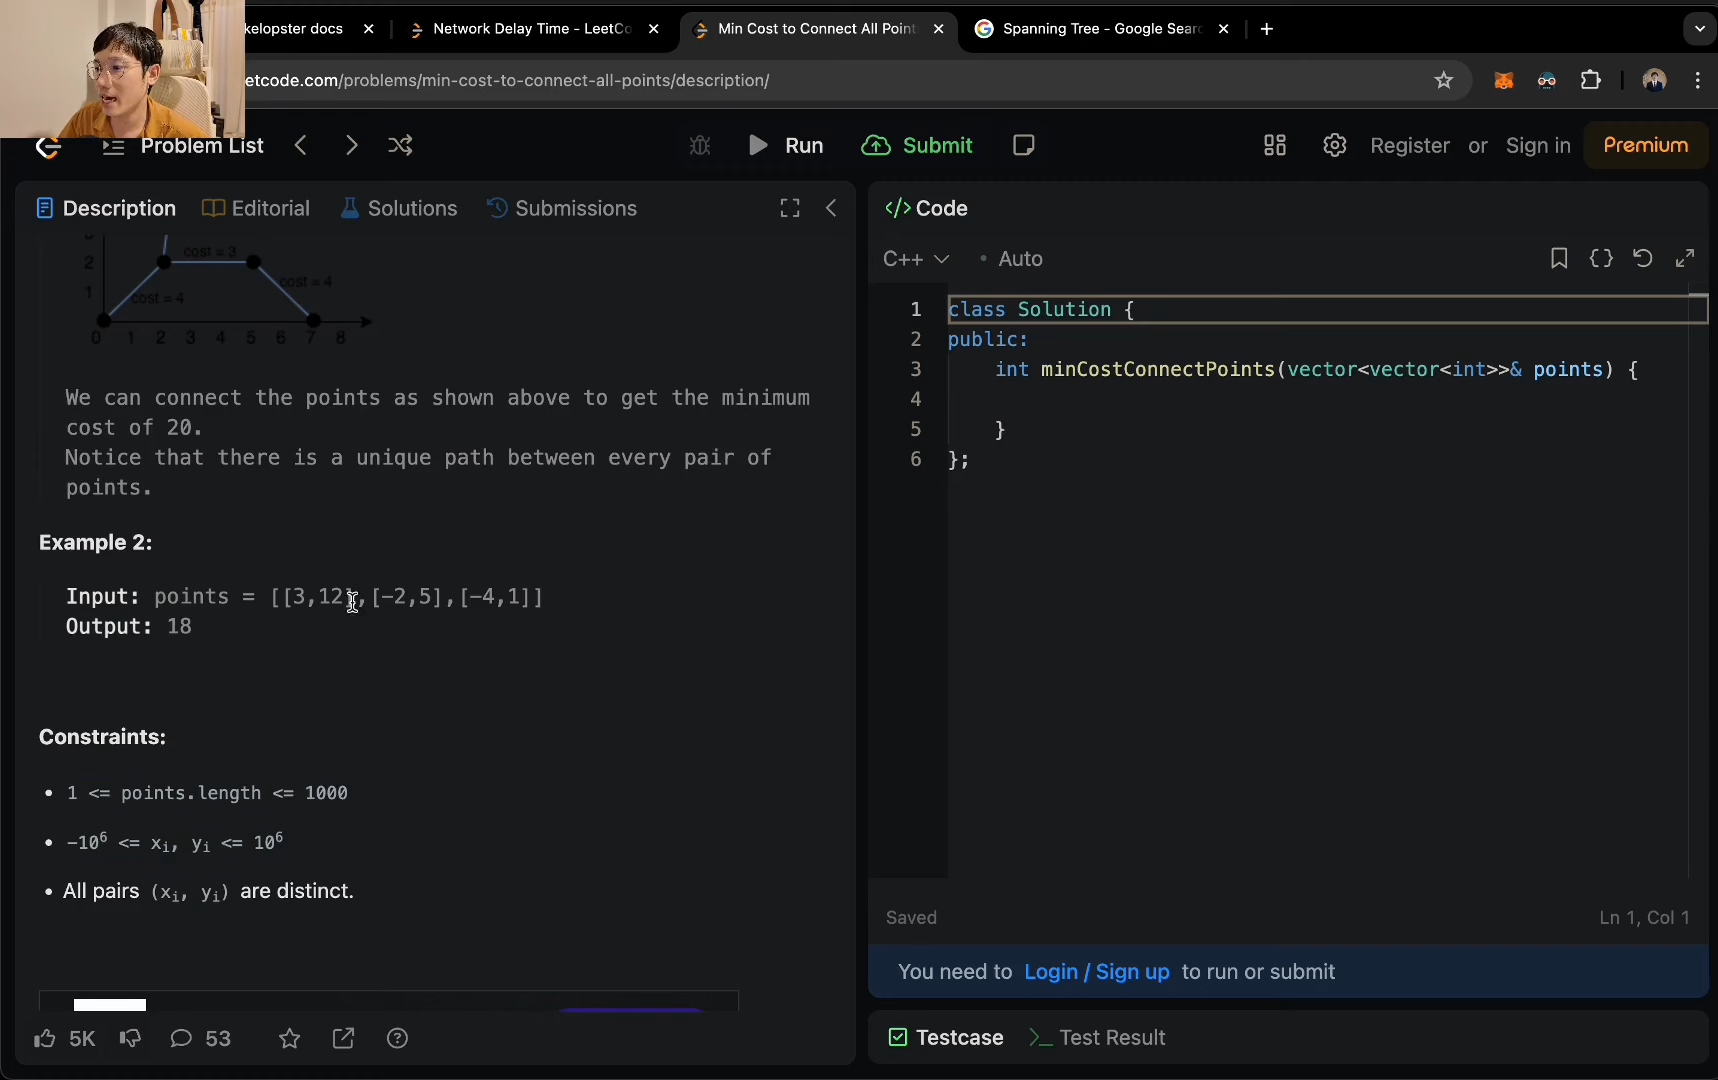 kelopster docs
Network Delay Time - LeetCo
Min Cost to Connect All Point
Spanning Tree - Google Searc
etcode.com/problems/min-cost-to-connect-all-points/description/
Problem List
Run
Submit
Register or Sign in
Premium
Description
Editorial
Solutions
Submissions
cost = 3
2
cost = 4
1
cost = 4
0 1 2 3 4 5 6 7 8
We can connect the points as shown above to get the minimum
cost of 20.
Notice that there is a unique path between every pair of
points.
Example 2:
Input: points = [[3,12],[-2,5],[-4,1]]
Output: 18
Constraints:
• 1 <= points.length <= 1000
• -10⁶ <= xᵢ, yᵢ <= 10⁶
• All pairs (xᵢ, yᵢ) are distinct.
5K
53
</> Code
C++ • Auto
1 class Solution {
2 public:
3 int minCostConnectPoints(vector<vector<int>>& points) {
4
5 }
6 };
Saved
Ln 1, Col 1
You need to Login / Sign up to run or submit
Testcase
Test Result